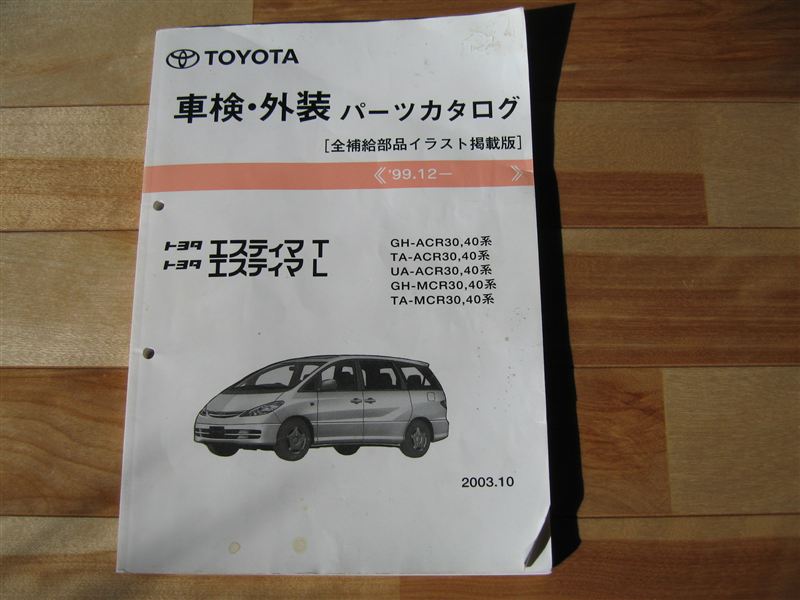 TOYOTA
車検・外装 パーツカタログ
[全補給部品イラスト掲載版]
《 '99.12－ 》
トヨタ エスティマ T
トヨタ エスティマ L
GH-ACR30,40系
TA-ACR30,40系
UA-ACR30,40系
GH-MCR30,40系
TA-MCR30,40系
2003.10